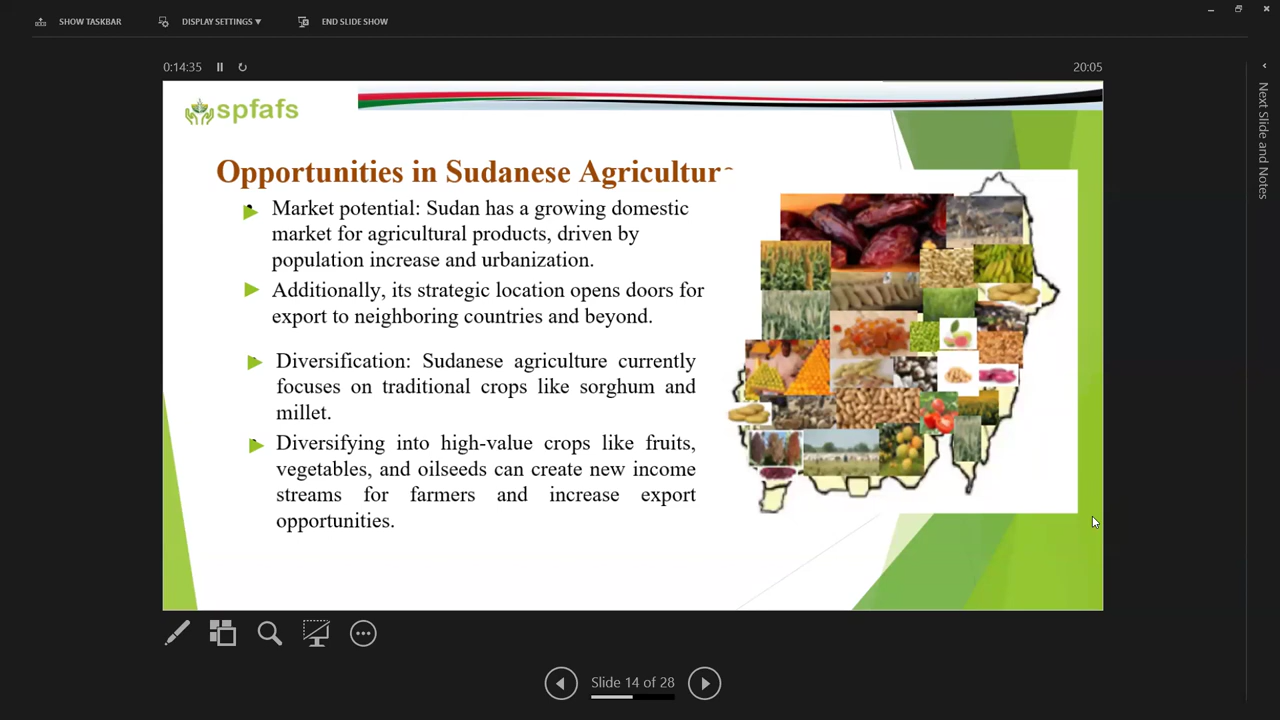 SHOW TASKBAR
DISPLAY SETTINGS ▼
END SLIDE SHOW
0:14:35
20:05
Next Slide and Notes
spfafs
Opportunities in Sudanese Agriculture
Market potential: Sudan has a growing domestic
market for agricultural products, driven by
population increase and urbanization.
Additionally, its strategic location opens doors for
export to neighboring countries and beyond.
Diversification: Sudanese agriculture currently
focuses on traditional crops like sorghum and
millet.
Diversifying into high-value crops like fruits,
vegetables, and oilseeds can create new income
streams for farmers and increase export
opportunities.
Slide 14 of 28